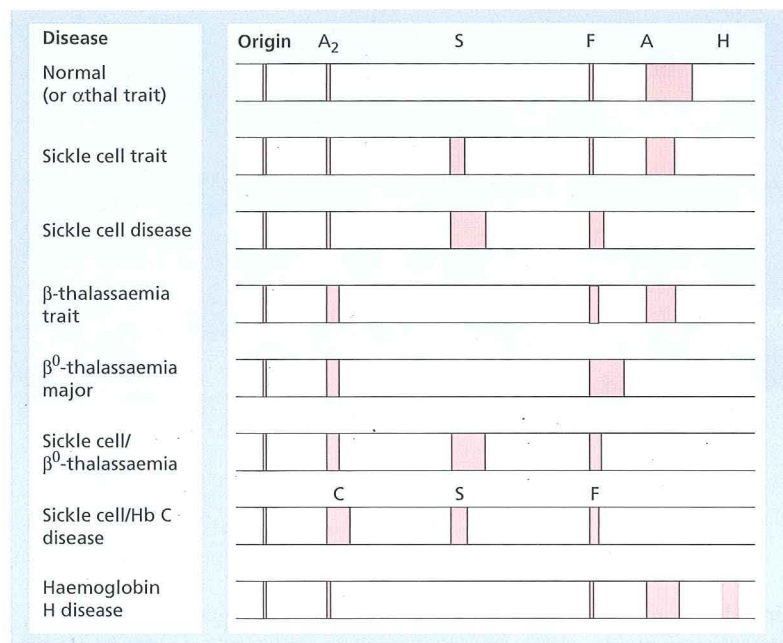 Disease
Origin A₂ S F A H
Normal
(or αthal trait)
Sickle cell trait
Sickle cell disease
β-thalassaemia
trait
β⁰-thalassaemia
major
Sickle cell/
β⁰-thalassaemia
C S F
Sickle cell/Hb C
disease
Haemoglobin
H disease